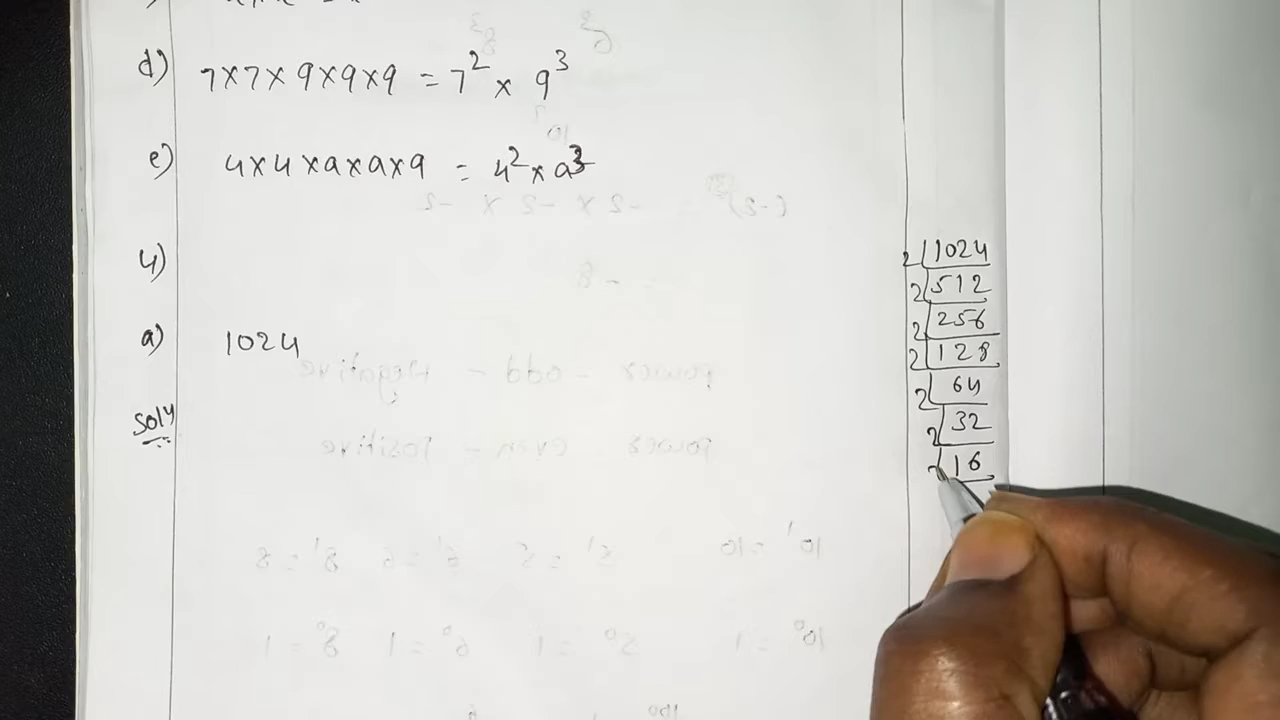 d) 7×7×9×9×9 = 7² × 9³
e) 4×4×a×a×a = 4² × a³
4)
a) 1024
Soln
2 | 1024
2 | 512
2 | 256
2 | 128
2 | 64
2 | 32
2 | 16